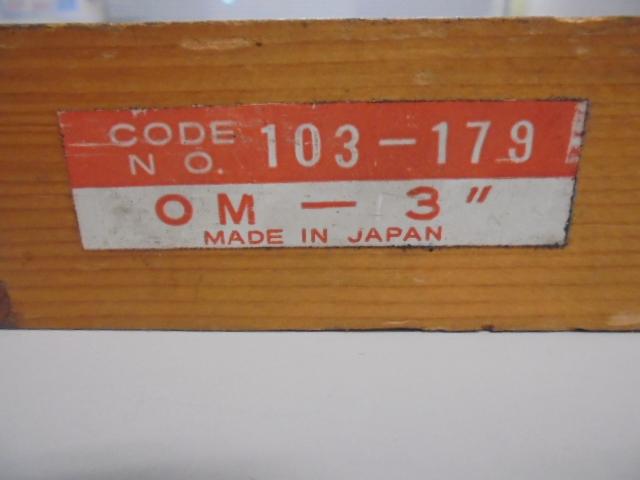 CODE NO. 103-179
OM - 3"
MADE IN JAPAN